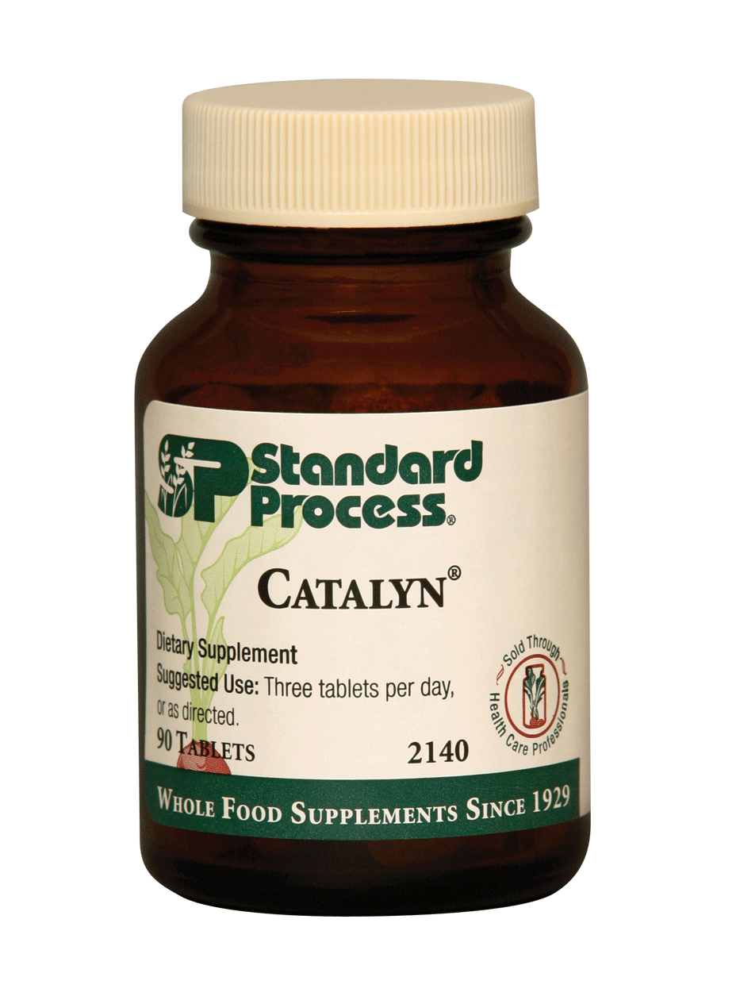 SP Standard
Process®
CATALYN®
Dietary Supplement
Suggested Use: Three tablets per day,
or as directed.
90 TABLETS 2140
Sold Through
Health Care Professionals
WHOLE FOOD SUPPLEMENTS SINCE 1929